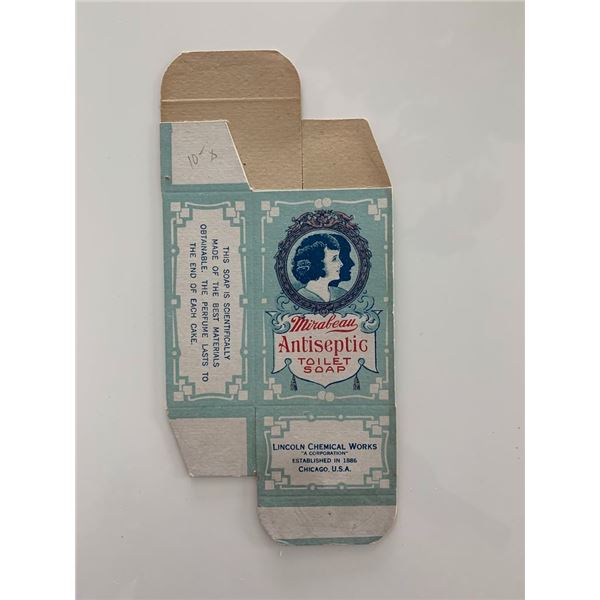 10 - x
THIS SOAP IS SCIENTIFICALLY
MADE OF THE BEST MATERIALS
OBTAINABLE. THE PERFUME LASTS TO
THE END OF EACH CAKE.
Mirabeau
Antiseptic
TOILET
SOAP
LINCOLN CHEMICAL WORKS
"A CORPORATION"
ESTABLISHED IN 1886
CHICAGO, U.S.A.